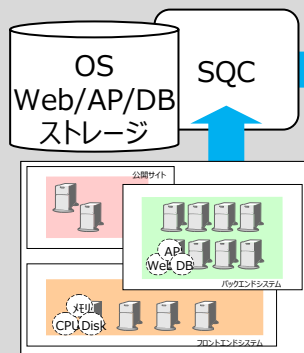 OS
Web/AP/DB
ストレージ
SQC
公開サイト
AP
Web DB
バックエンドシステム
メモリ
CPU Disk
フロントエンドシステム